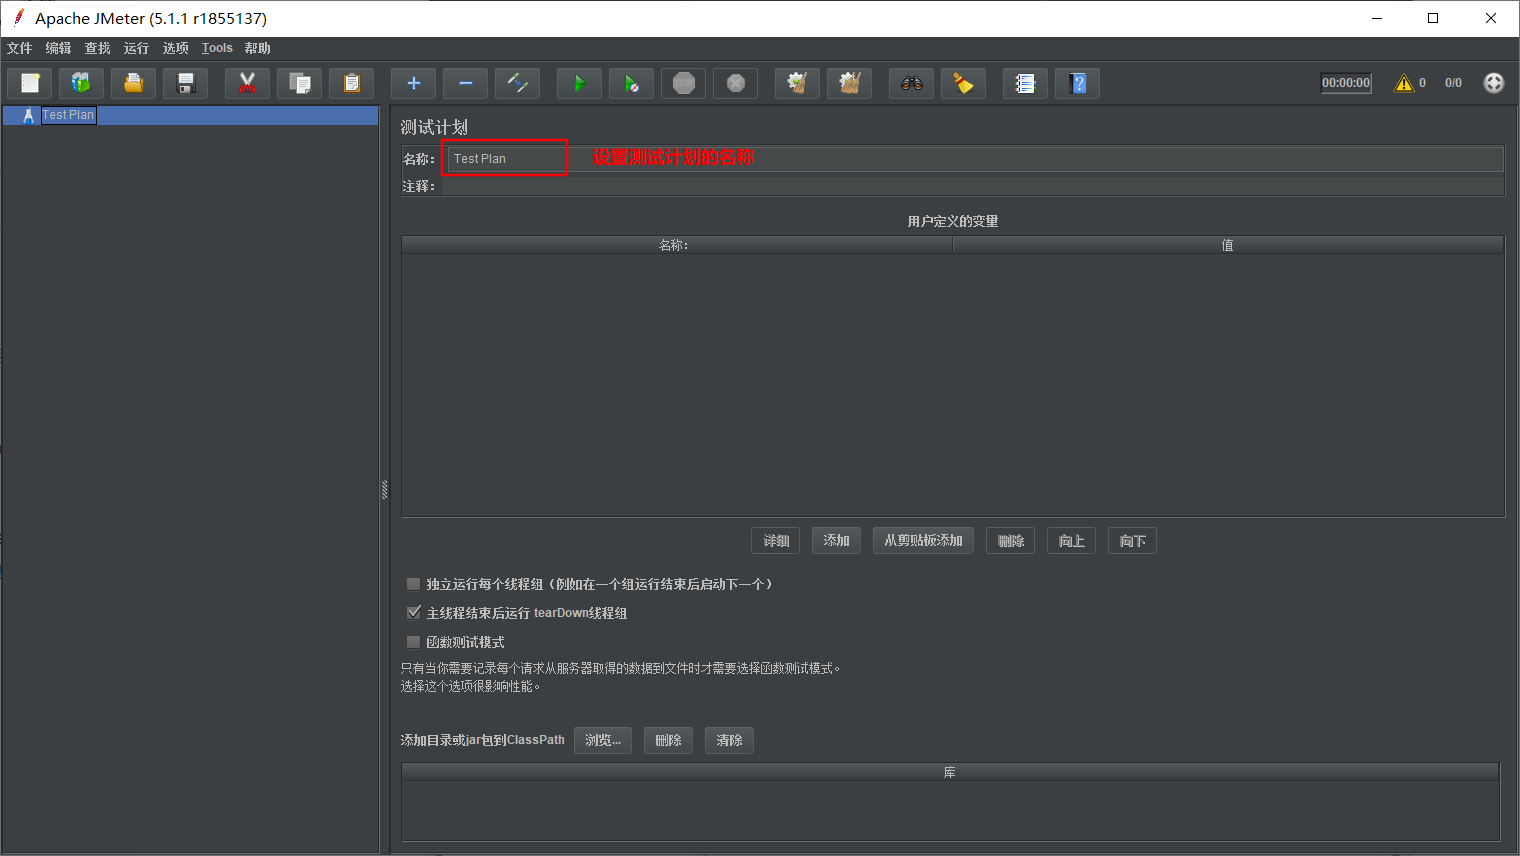 Apache JMeter (5.1.1 r1855137)
文件 编辑 查找 运行 选项 Tools 帮助
STOP
00:00:00 0 0/0
Test Plan
测试计划
名称: Test Plan 设置测试计划的名称
注释:
用户定义的变量
名称: 值
详细 添加 从剪贴板添加 删除 向上 向下
独立运行每个线程组（例如在一个组运行结束后启动下一个）
主线程结束后运行 tearDown线程组
函数测试模式
只有当你需要记录每个请求从服务器取得的数据到文件时才需要选择函数测试模式。
选择这个选项很影响性能。
添加目录或jar包到ClassPath 浏览... 删除 清除
库